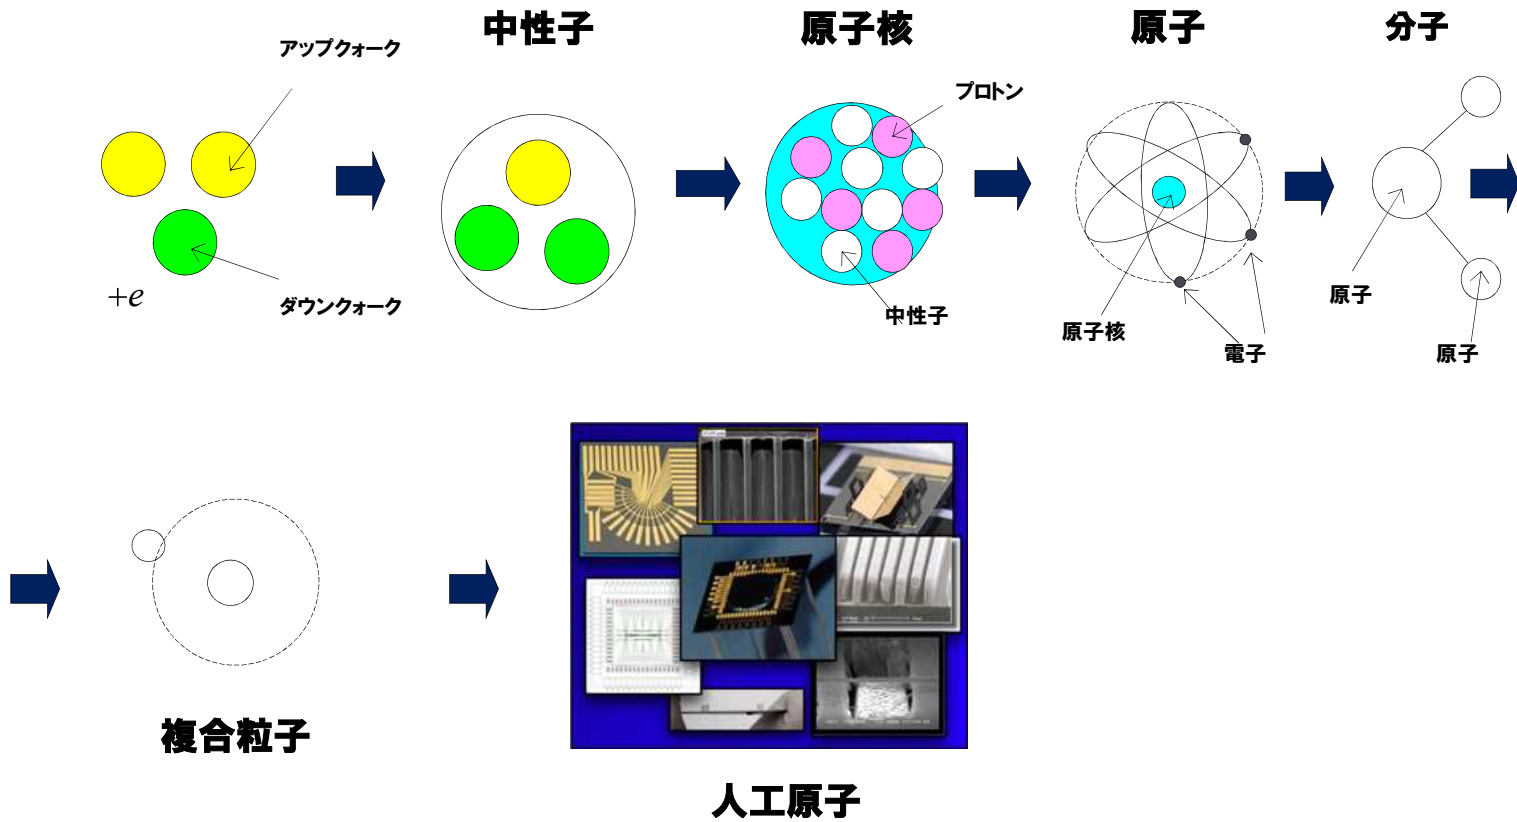 中性子
原子核
原子
分子
アップクォーク
プロトン
+e
ダウンクォーク
中性子
原子核
電子
原子
原子
複合粒子
人工原子